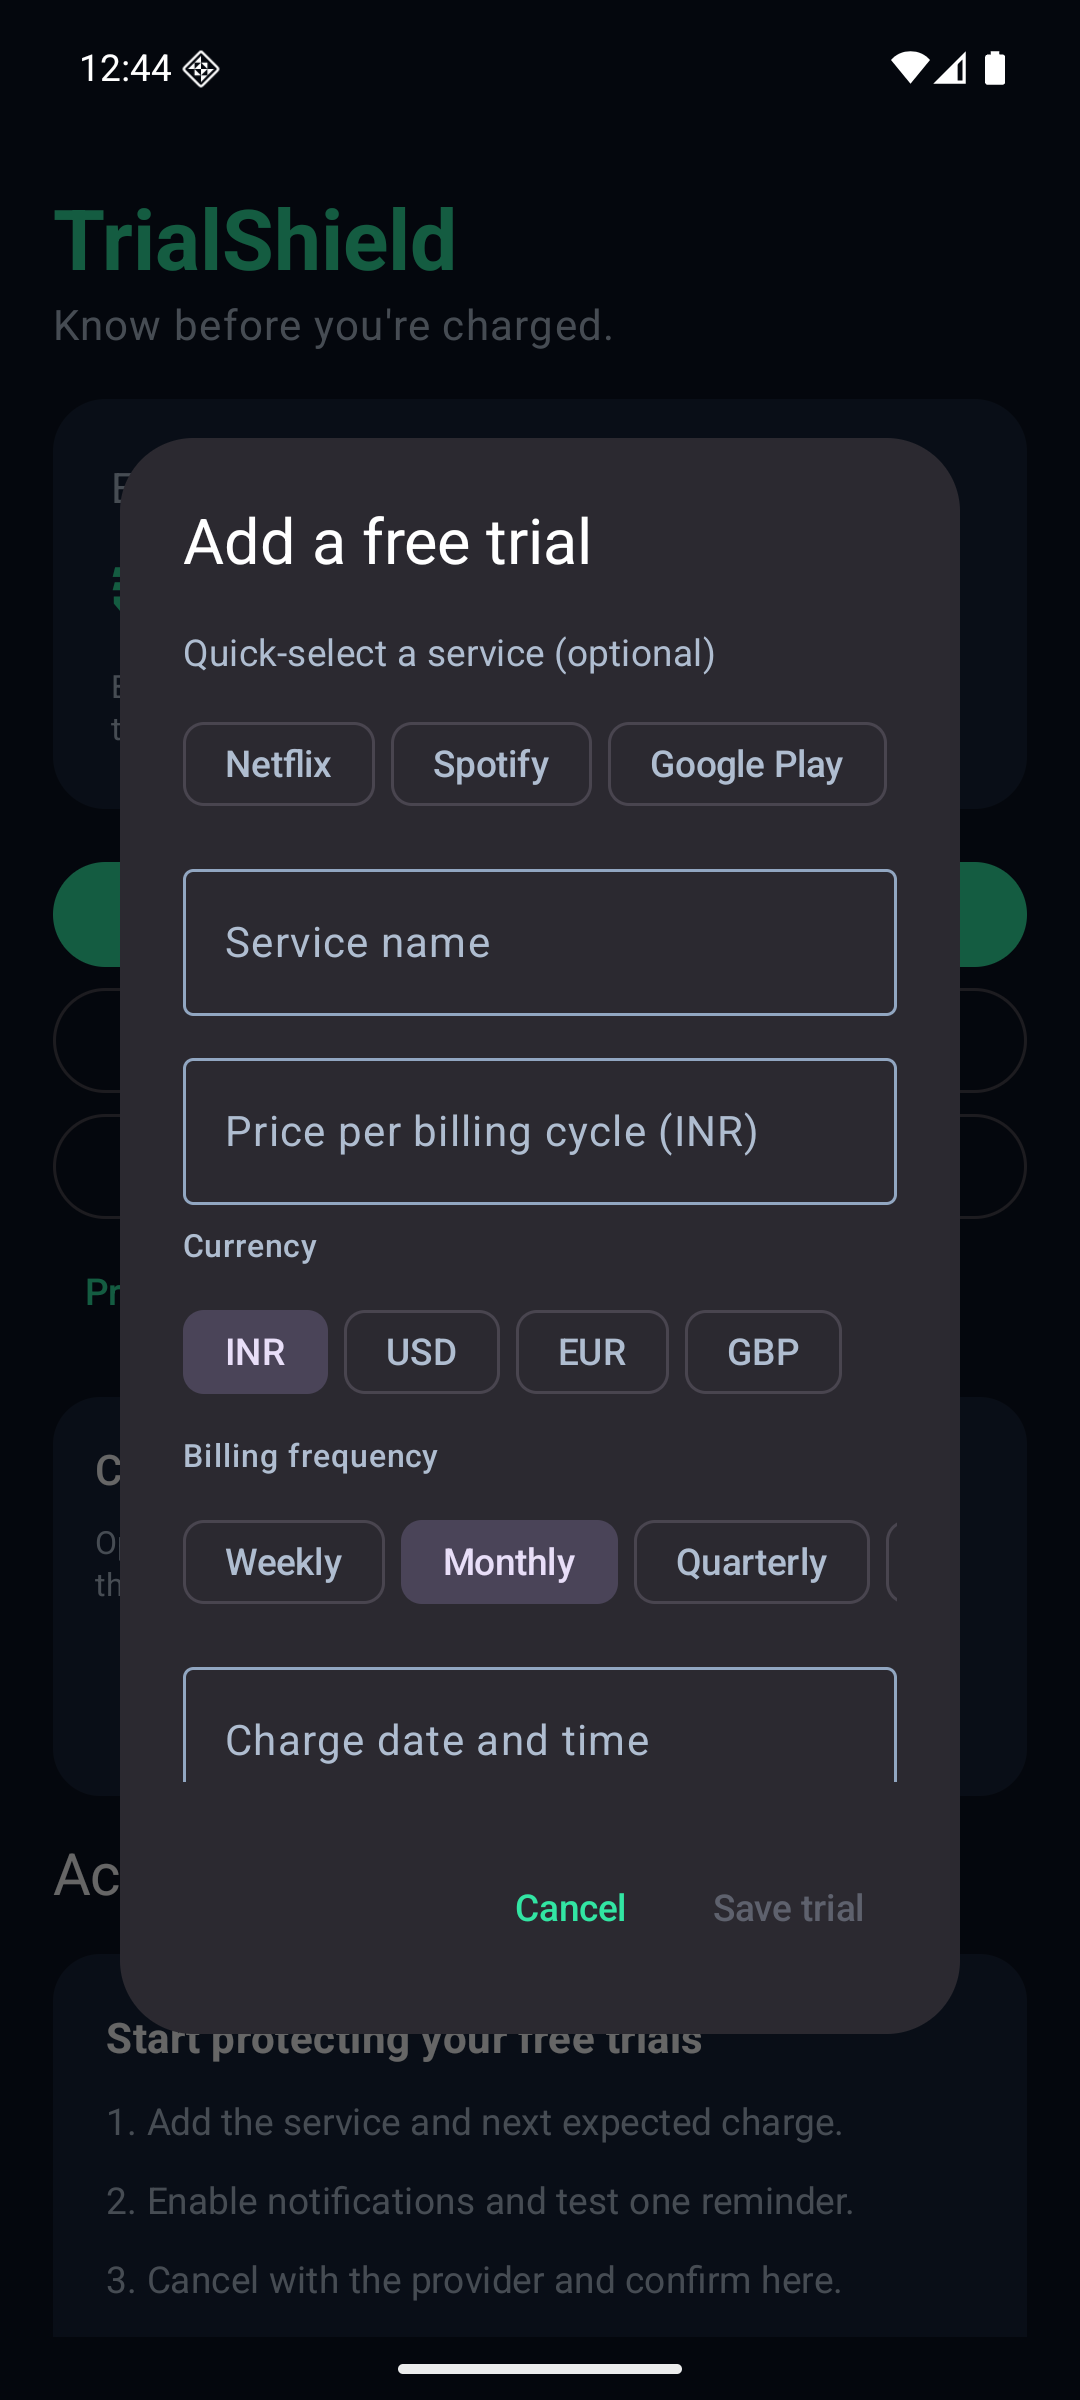 12:44
TrialShield
Know before you're charged.
Add a free trial
Quick-select a service (optional)
Netflix
Spotify
Google Play
Service name
Price per billing cycle (INR)
Currency
INR
USD
EUR
GBP
Billing frequency
Weekly
Monthly
Quarterly
Charge date and time
Cancel
Save trial
Start protecting your free trials
1. Add the service and next expected charge.
2. Enable notifications and test one reminder.
3. Cancel with the provider and confirm here.